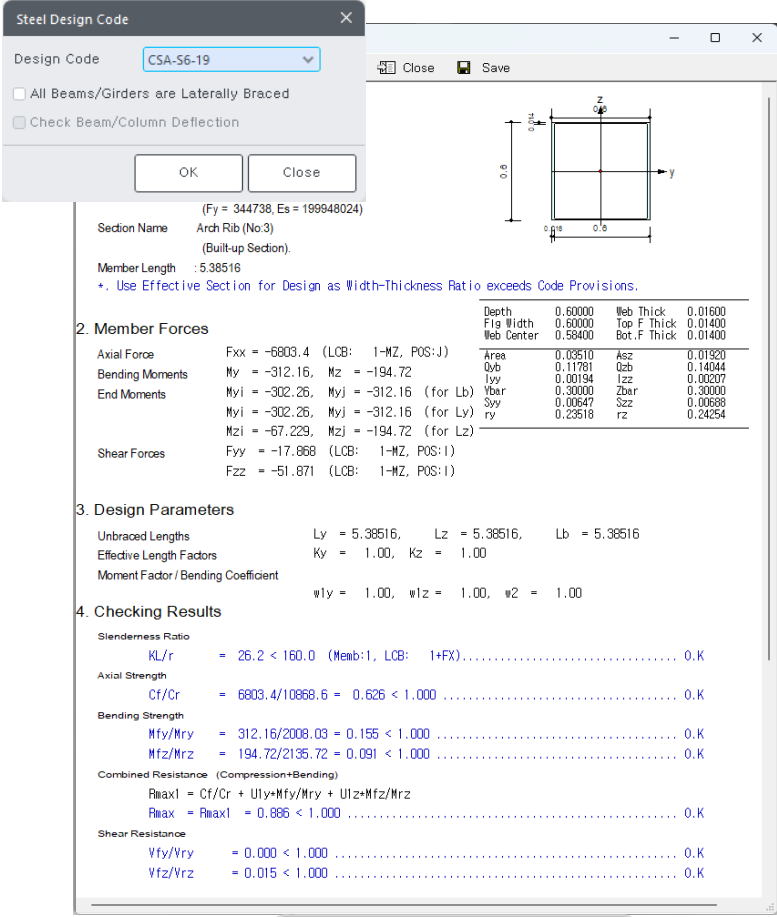 Steel Design Code
Design Code CSA-S6-19
All Beams/Girders are Laterally Braced
Check Beam/Column Deflection
OK Close
Close Save
z
0.6
0.014
0.6
y
0.016
0.6
(Fy = 344738, Es = 199948024)
Section Name Arch Rib (No:3)
(Built-up Section).
Member Length : 5.38516
*. Use Effective Section for Design as Width-Thickness Ratio exceeds Code Provisions.
Depth 0.60000 Web Thick 0.01600
Flg Width 0.60000 Top F Thick 0.01400
Web Center 0.58400 Bot.F Thick 0.01400
Area 0.03510 Asz 0.01920
Qyb 0.11781 Qzb 0.14044
Iyy 0.00194 Izz 0.00207
Ybar 0.30000 Zbar 0.30000
Syy 0.00647 Szz 0.00688
ry 0.23518 rz 0.24254
2. Member Forces
Axial Force Fxx = -6803.4 (LCB: 1-MZ, POS:J)
Bending Moments My = -312.16, Mz = -194.72
End Moments Myi = -302.26, Myj = -312.16 (for Lb)
Myi = -302.26, Myj = -312.16 (for Ly)
Mzi = -67.229, Mzj = -194.72 (for Lz)
Shear Forces Fyy = -17.868 (LCB: 1-MZ, POS:I)
Fzz = -51.871 (LCB: 1-MZ, POS:I)
3. Design Parameters
Unbraced Lengths Ly = 5.38516, Lz = 5.38516, Lb = 5.38516
Effective Length Factors Ky = 1.00, Kz = 1.00
Moment Factor / Bending Coefficient
w1y = 1.00, w1z = 1.00, w2 = 1.00
4. Checking Results
Slenderness Ratio
KL/r = 26.2 < 160.0 (Memb:1, LCB: 1+FX)................................. O.K
Axial Strength
Cf/Cr = 6803.4/10868.6 = 0.626 < 1.000 .................................... O.K
Bending Strength
Mfy/Mry = 312.16/2008.03 = 0.155 < 1.000 ..................................... O.K
Mfz/Mrz = 194.72/2135.72 = 0.091 < 1.000 ..................................... O.K
Combined Resistance (Compression+Bending)
Rmax1 = Cf/Cr + U1y*Mfy/Mry + U1z*Mfz/Mrz
Rmax = Rmax1 = 0.886 < 1.000 .................................................. O.K
Shear Resistance
Vfy/Vry = 0.000 < 1.000 .................................................... O.K
Vfz/Vrz = 0.015 < 1.000 .................................................... O.K